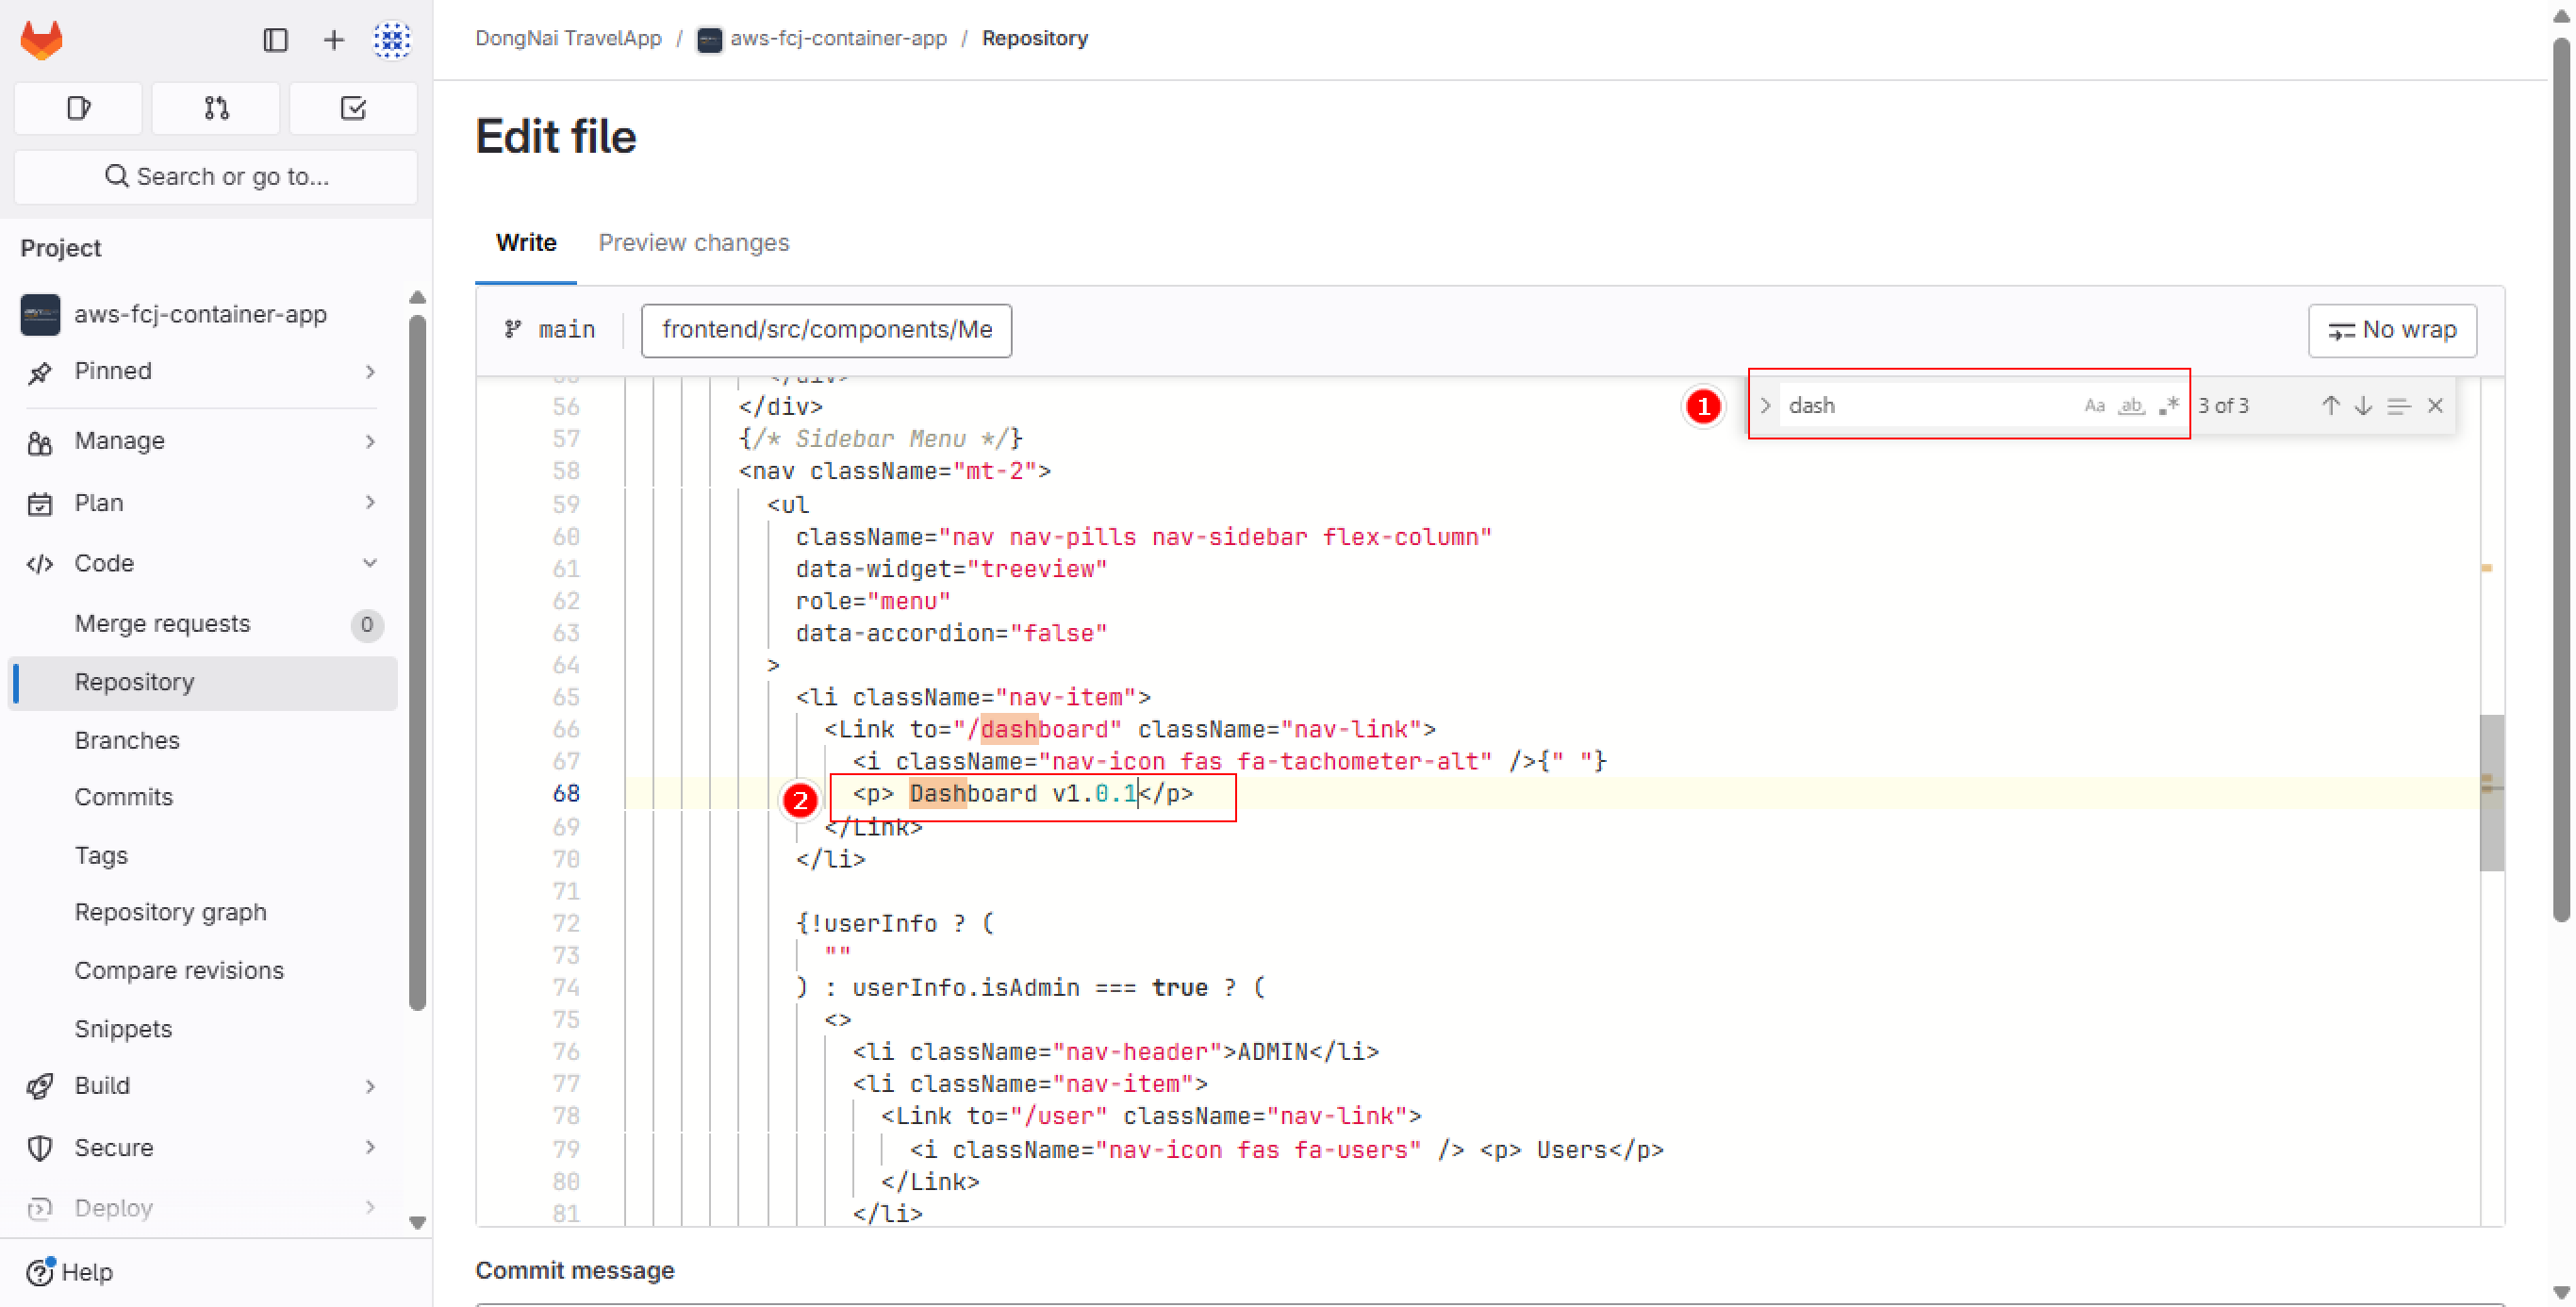 DongNai TravelApp / aws-fcj-container-app / Repository
Search or go to...
Project
aws-fcj-container-app
Pinned
Manage
Plan
Code
Merge requests 0
Repository
Branches
Commits
Tags
Repository graph
Compare revisions
Snippets
Build
Secure
Deploy
Help
Edit file
Write Preview changes
main frontend/src/components/Me No wrap
1 dash Aa ab .* 3 of 3
</div>
56 </div>
57 {/* Sidebar Menu */}
58 <nav className="mt-2">
59 <ul
60 className="nav nav-pills nav-sidebar flex-column"
61 data-widget="treeview"
62 role="menu"
63 data-accordion="false"
64 >
65 <li className="nav-item">
66 <Link to="/dashboard" className="nav-link">
67 <i className="nav-icon fas fa-tachometer-alt" />{" "}
68 2 <p> Dashboard v1.0.1</p>
69 </Link>
70 </li>
71
72 {!userInfo ? (
73 ""
74 ) : userInfo.isAdmin === true ? (
75 <>
76 <li className="nav-header">ADMIN</li>
77 <li className="nav-item">
78 <Link to="/user" className="nav-link">
79 <i className="nav-icon fas fa-users" /> <p> Users</p>
80 </Link>
81 </li>
Commit message